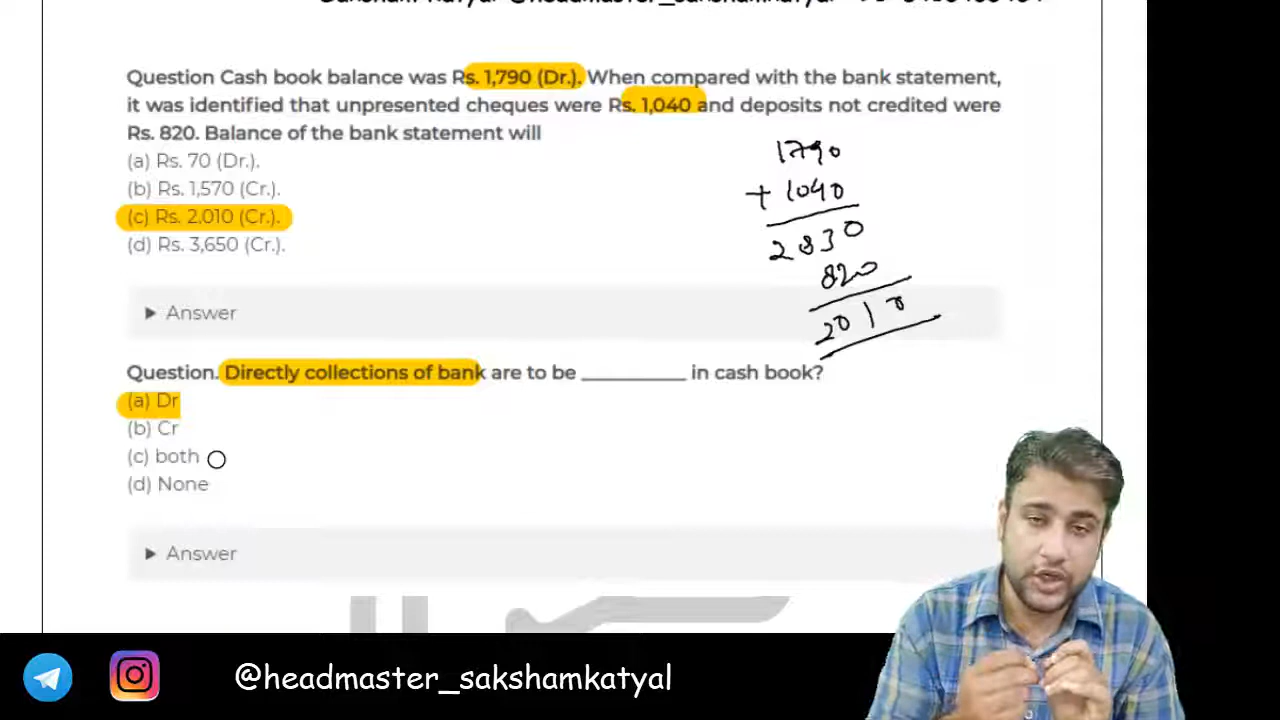 Question Cash book balance was Rs. 1,790 (Dr.). When compared with the bank statement,
it was identified that unpresented cheques were Rs. 1,040 and deposits not credited were
Rs. 820. Balance of the bank statement will
(a) Rs. 70 (Dr.).
(b) Rs. 1,570 (Cr.).
(c) Rs. 2,010 (Cr.).
(d) Rs. 3,650 (Cr.).
1790
+ 1040
2830
820
2010
Answer
Question. Directly collections of bank are to be __________ in cash book?
(a) Dr
(b) Cr
(c) both
(d) None
Answer
@headmaster_sakshamkatyal